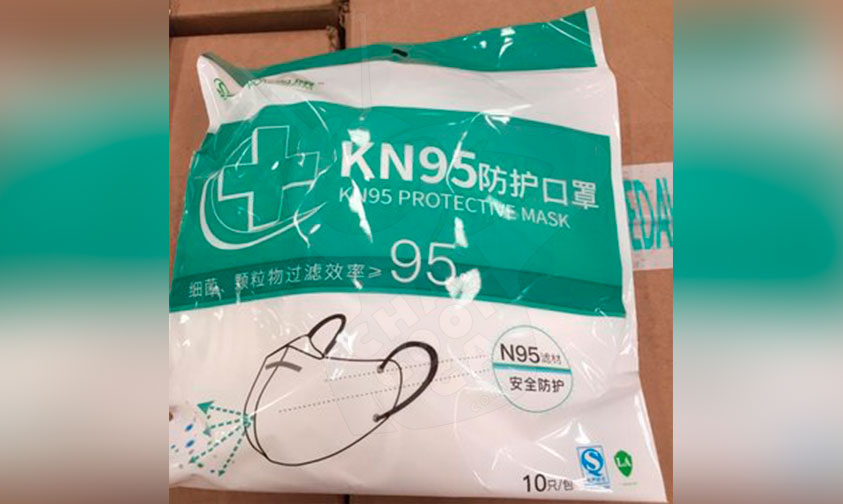 KN95防护口罩
KN95 PROTECTIVE MASK
细菌、颗粒物过滤效率≥95
N95滤材
安全防护
10只/包
LA